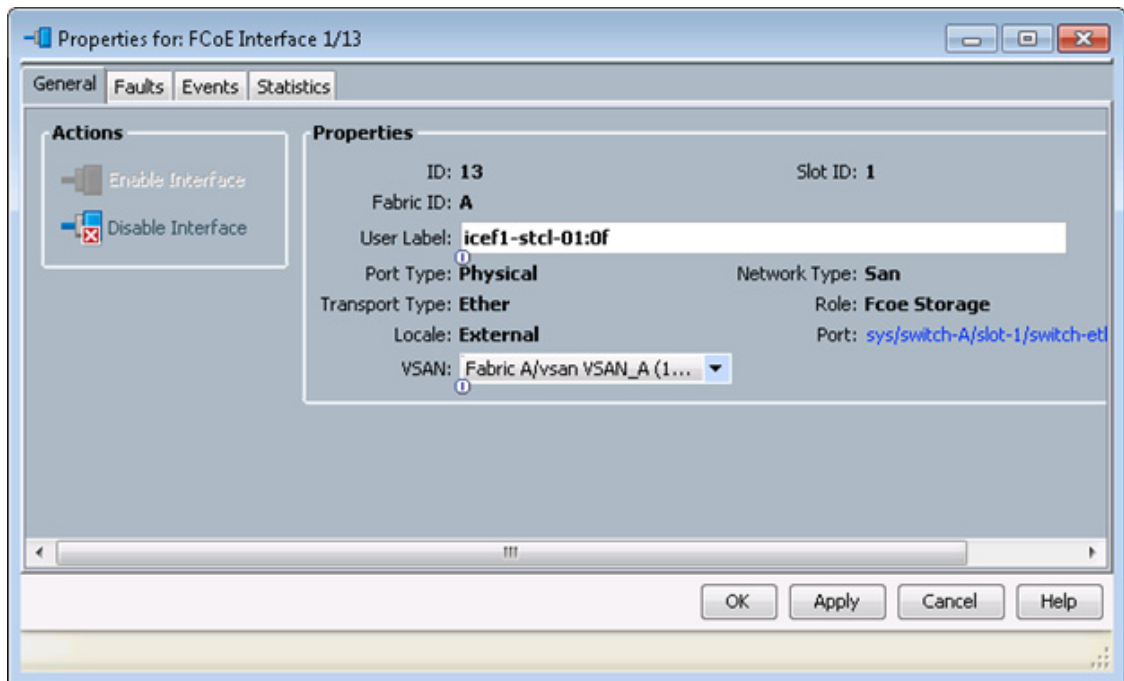 Properties for: FCoE Interface 1/13
General Faults Events Statistics
Actions
Enable Interface
Disable Interface
Properties
ID: 13 Slot ID: 1
Fabric ID: A
User Label: icef1-stcl-01:0f
Port Type: Physical Network Type: San
Transport Type: Ether Role: Fcoe Storage
Locale: External Port: sys/switch-A/slot-1/switch-etl
VSAN: Fabric A/vsan VSAN_A (1...
OK Apply Cancel Help